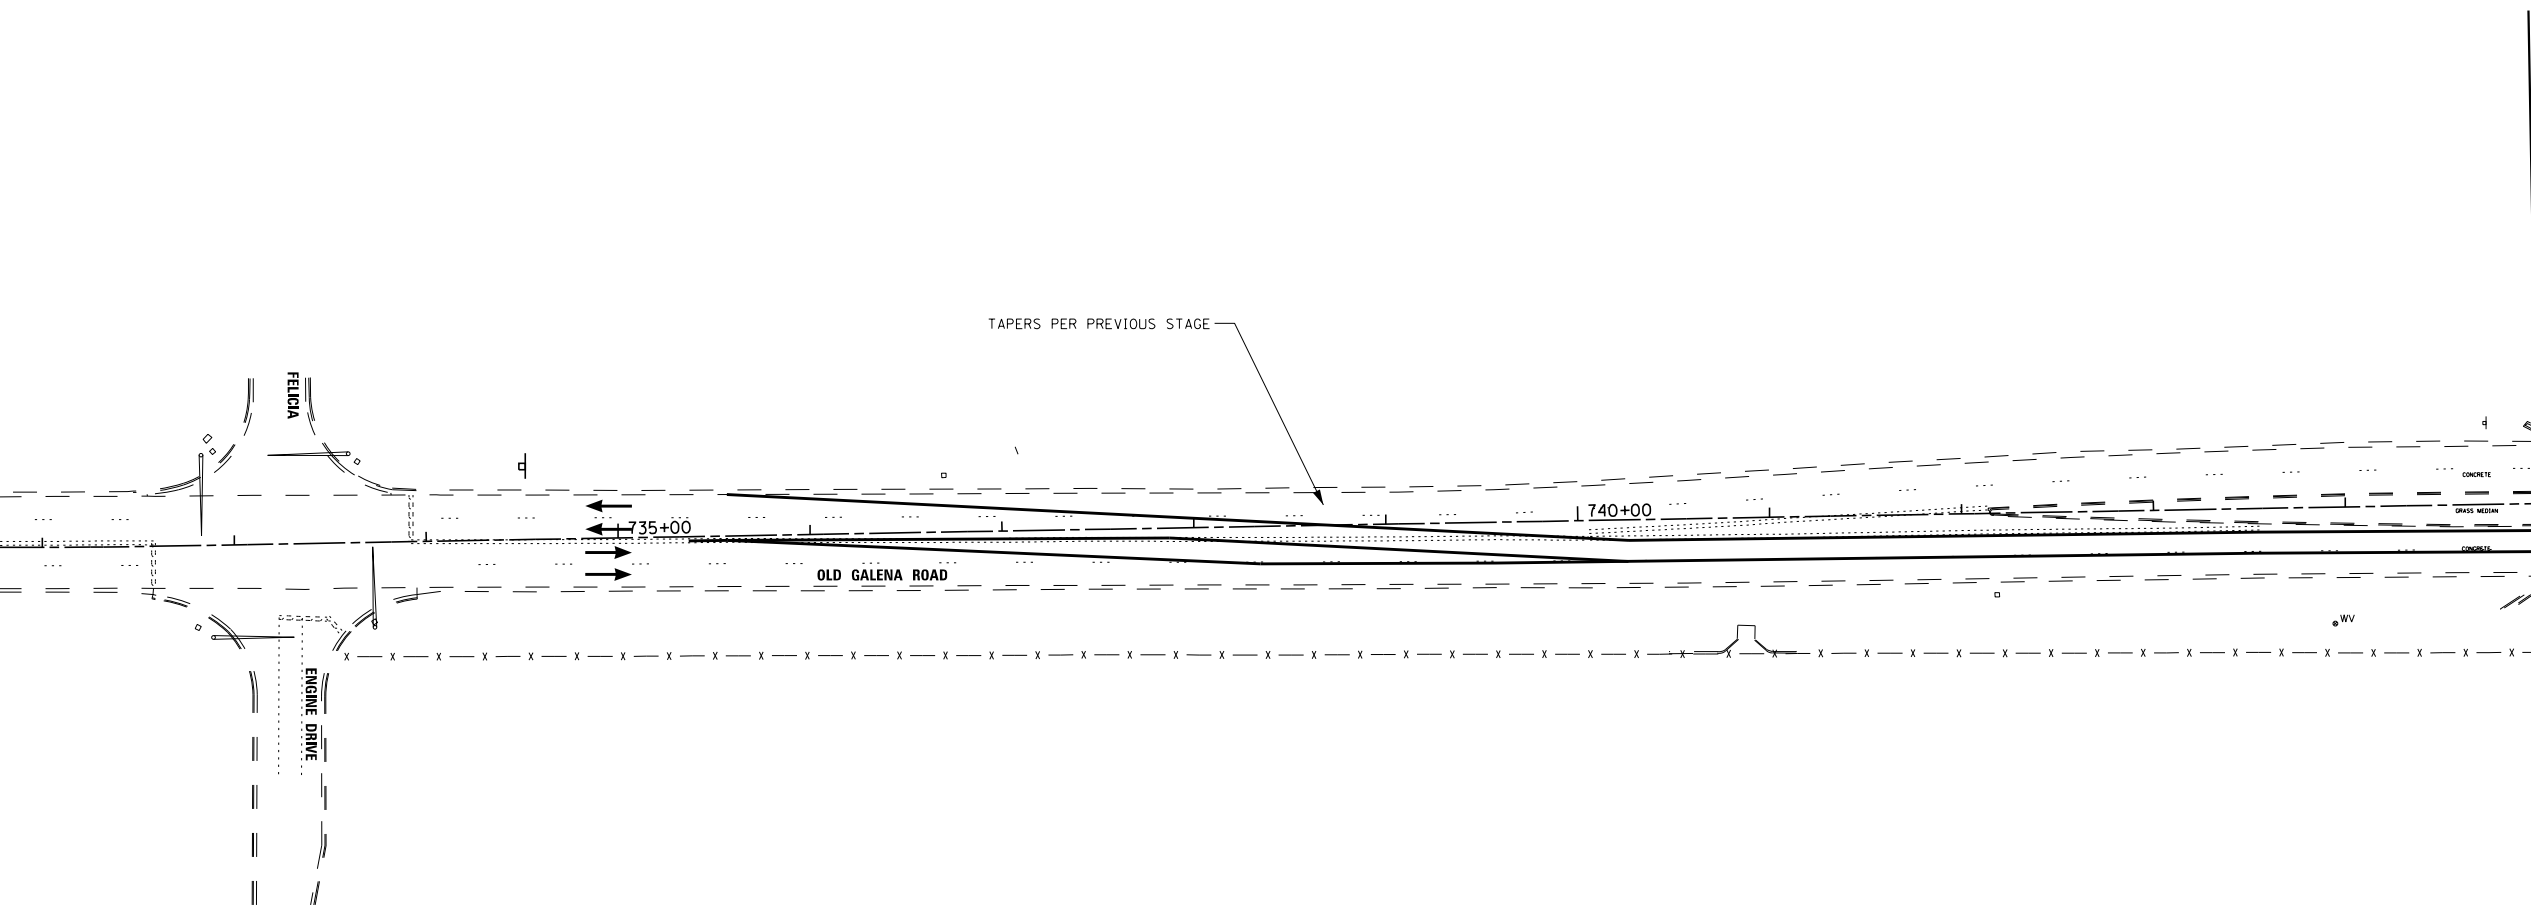 TAPERS PER PREVIOUS STAGE
FELICIA
CONCRETE
740+00
GRASS MEDIAN
735+00
CONCRETE
OLD GALENA ROAD
WV
ENGINE DRIVE